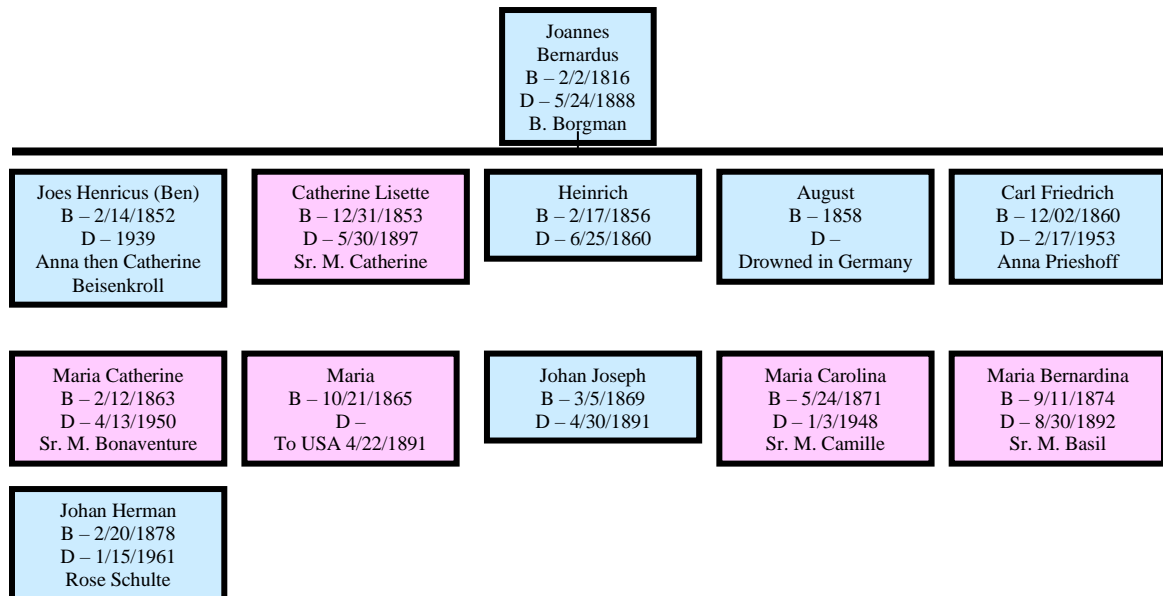 Joannes
Bernardus
B – 2/2/1816
D – 5/24/1888
B. Borgman
Joes Henricus (Ben)
B – 2/14/1852
D – 1939
Anna then Catherine
Beisenkroll
Catherine Lisette
B – 12/31/1853
D – 5/30/1897
Sr. M. Catherine
Heinrich
B – 2/17/1856
D – 6/25/1860
August
B – 1858
D –
Drowned in Germany
Carl Friedrich
B – 12/02/1860
D – 2/17/1953
Anna Prieshoff
Maria Catherine
B – 2/12/1863
D – 4/13/1950
Sr. M. Bonaventure
Maria
B – 10/21/1865
D –
To USA 4/22/1891
Johan Joseph
B – 3/5/1869
D – 4/30/1891
Maria Carolina
B – 5/24/1871
D – 1/3/1948
Sr. M. Camille
Maria Bernardina
B – 9/11/1874
D – 8/30/1892
Sr. M. Basil
Johan Herman
B – 2/20/1878
D – 1/15/1961
Rose Schulte